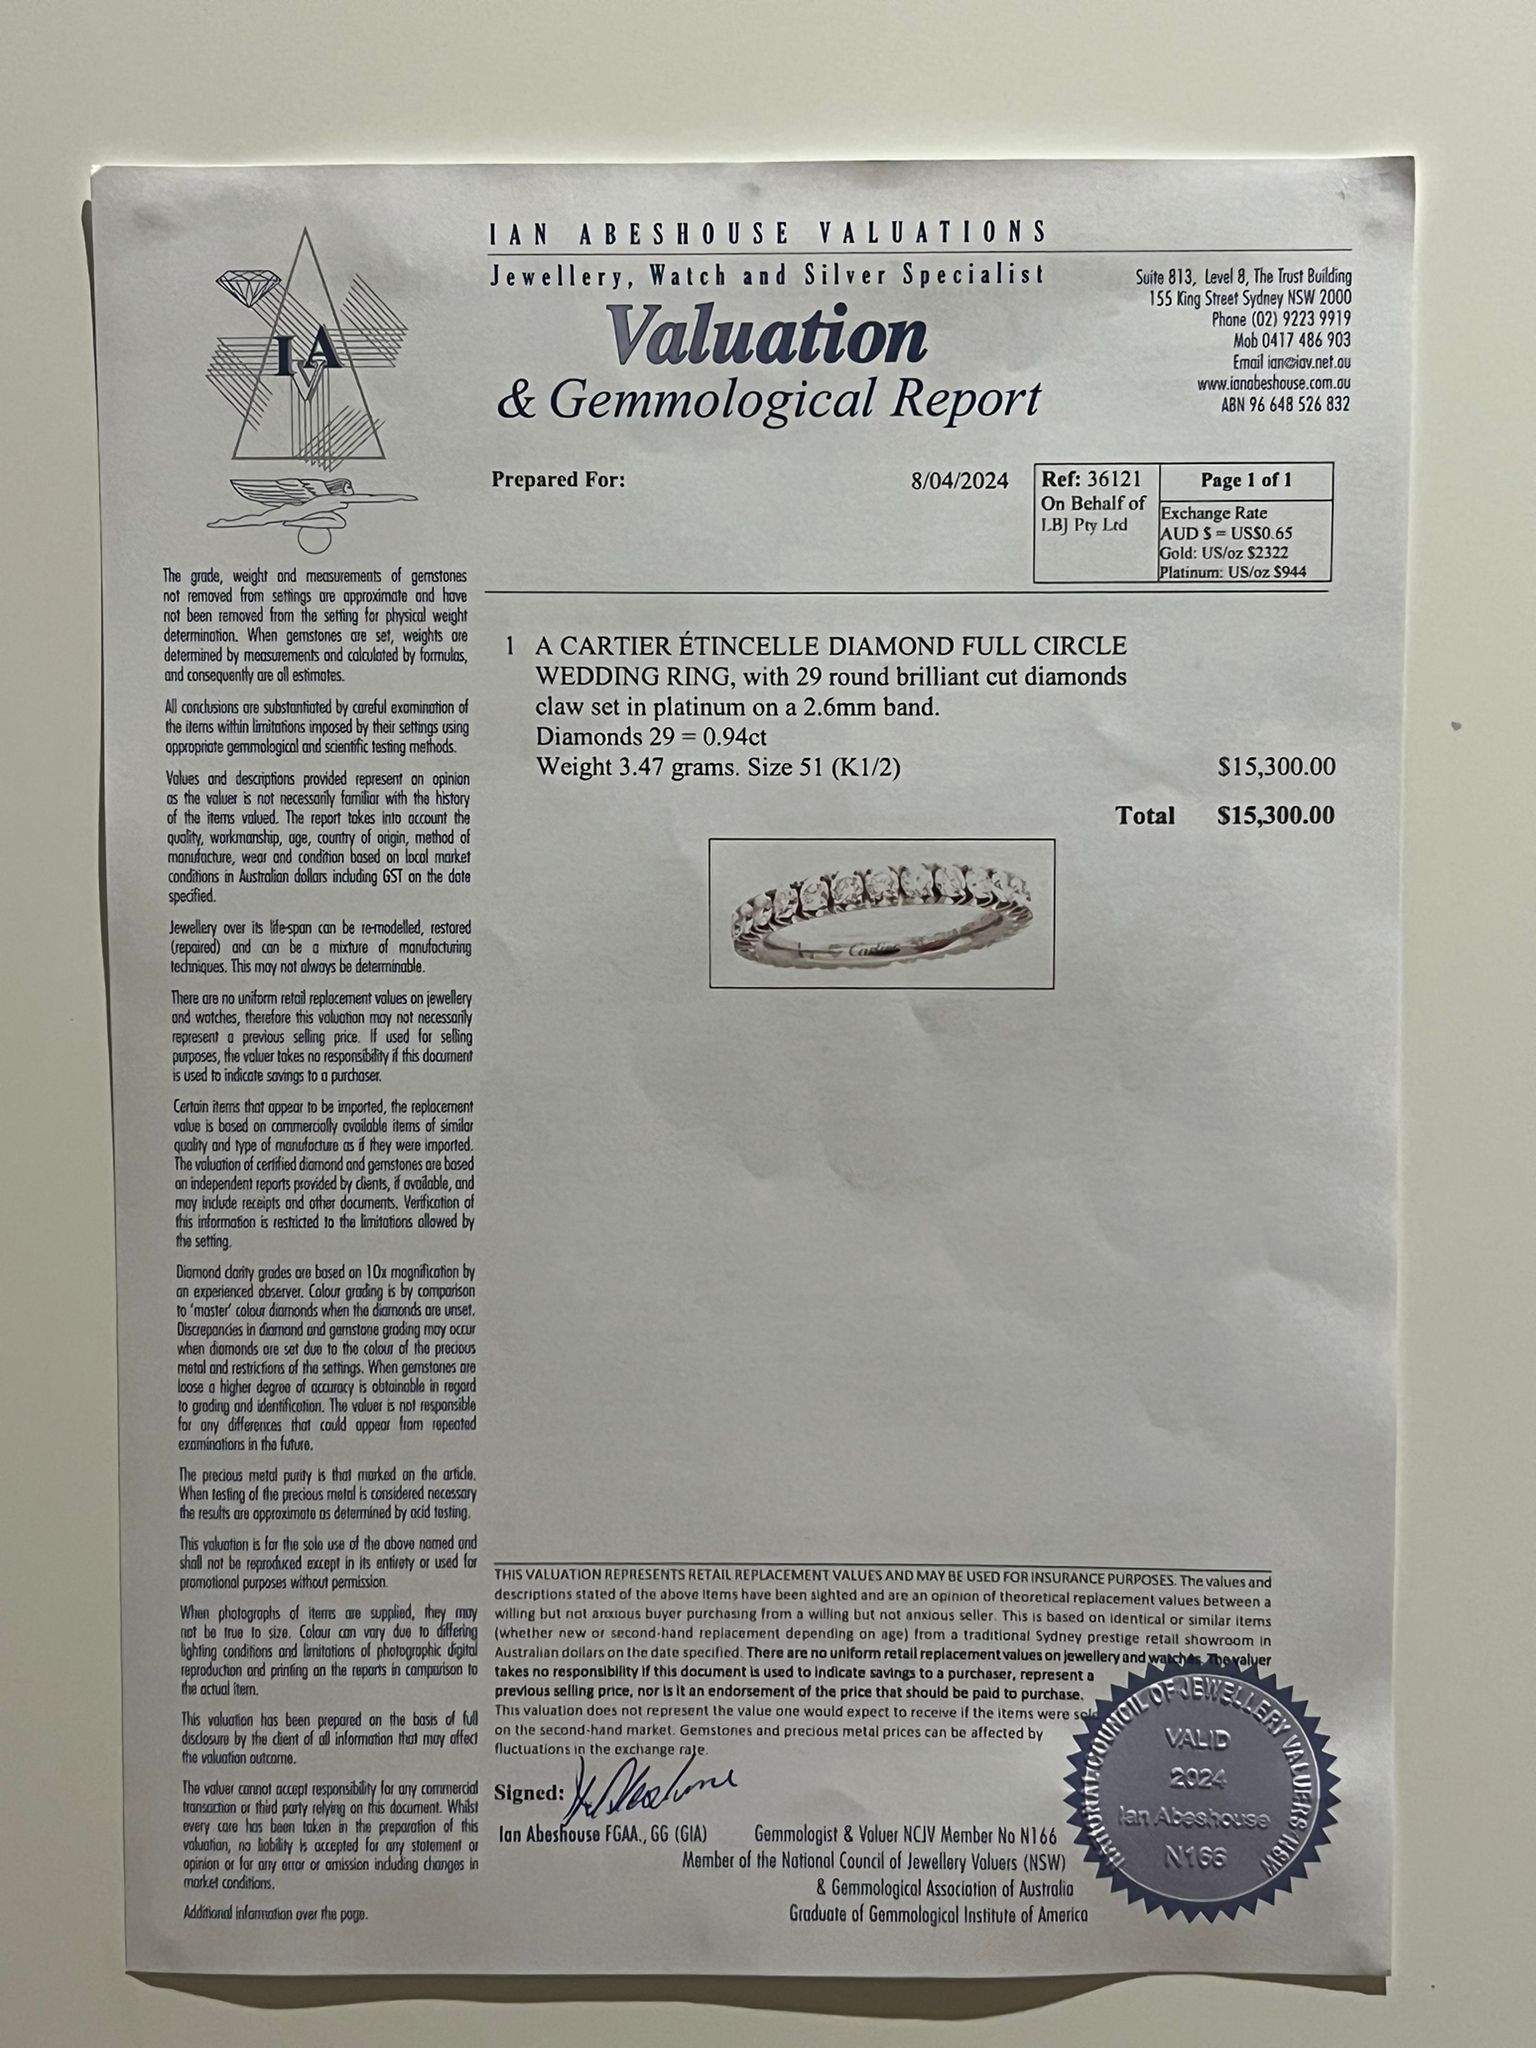 IAN ABESHOUSE VALUATIONS
Jewellery, Watch and Silver Specialist
Valuation
& Gemmological Report
Suite 813, Level 8, The Trust Building
155 King Street Sydney NSW 2000
Phone (02) 9223 9919
Mob 0417 486 903
Email ian@iav.net.au
www.ianabeshouse.com.au
ABN 96 648 526 832
IVA
Prepared For:
8/04/2024
Ref: 36121
On Behalf of
LBJ Pty Ltd
Page 1 of 1
Exchange Rate
AUD $ = US$0.65
Gold: US/oz $2322
Platinum: US/oz $944
The grade, weight and measurements of gemstones
not removed from settings are approximate and have
not been removed from the setting for physical weight
determination. When gemstones are set, weights are
determined by measurements and calculated by formulas,
and consequently are all estimates.
All conclusions are substantiated by careful examination of
the items within limitations imposed by their settings using
appropriate gemmological and scientific testing methods.
Values and descriptions provided represent an opinion
as the valuer is not necessarily familiar with the history
of the items valued. The report takes into account the
quality, workmanship, age, country of origin, method of
manufacture, wear and condition based on local market
conditions in Australian dollars including GST on the date
specified.
Jewellery over its life-span can be re-modelled, restored
(repaired) and can be a mixture of manufacturing
techniques. This may not always be determinable.
There are no uniform retail replacement values on jewellery
and watches, therefore this valuation may not necessarily
represent a previous selling price. If used for selling
purposes, the valuer takes no responsibility if this document
is used to indicate savings to a purchaser.
Certain items that appear to be imported, the replacement
value is based on commercially available items of similar
quality and type of manufacture as if they were imported.
The valuation of certified diamond and gemstones are based
on independent reports provided by clients, if available, and
may include receipts and other documents. Verification of
this information is restricted to the limitations allowed by
the setting.
Diamond clarity grades are based on 10x magnification by
an experienced observer. Colour grading is by comparison
to 'master' colour diamonds when the diamonds are unset.
Discrepancies in diamond and gemstone grading may occur
when diamonds are set due to the colour of the precious
metal and restrictions of the settings. When gemstones are
loose a higher degree of accuracy is obtainable in regard
to grading and identification. The valuer is not responsible
for any differences that could appear from repeated
examinations in the future.
The precious metal purity is that marked on the article.
When testing of the precious metal is considered necessary
the results are approximate as determined by acid testing.
This valuation is for the sole use of the above named and
shall not be reproduced except in its entirety or used for
promotional purposes without permission.
When photographs of items are supplied, they may
not be true to size. Colour can vary due to differing
lighting conditions and limitations of photographic digital
reproduction and printing on the reports in comparison to
the actual item.
This valuation has been prepared on the basis of full
disclosure by the client of all information that may affect
the valuation outcome.
The valuer cannot accept responsibility for any commercial
transaction or third party relying on this document. Whilst
every care has been taken in the preparation of this
valuation, no liability is accepted for any statement or
opinion or for any error or omission including changes in
market conditions.
Additional information over the page.
1 A CARTIER ÉTINCELLE DIAMOND FULL CIRCLE
WEDDING RING, with 29 round brilliant cut diamonds
claw set in platinum on a 2.6mm band.
Diamonds 29 = 0.94ct
Weight 3.47 grams. Size 51 (K1/2) $15,300.00
Total $15,300.00
Cartier
THIS VALUATION REPRESENTS RETAIL REPLACEMENT VALUES AND MAY BE USED FOR INSURANCE PURPOSES. The values and
descriptions stated of the above items have been sighted and are an opinion of theoretical replacement values between a
willing but not anxious buyer purchasing from a willing but not anxious seller. This is based on identical or similar items
(whether new or second-hand replacement depending on age) from a traditional Sydney prestige retail showroom in
Australian dollars on the date specified. There are no uniform retail replacement values on jewellery and watches. The valuer
takes no responsibility if this document is used to indicate savings to a purchaser, represent a
previous selling price, nor is it an endorsement of the price that should be paid to purchase.
This valuation does not represent the value one would expect to receive if the items were sold
on the second-hand market. Gemstones and precious metal prices can be affected by
fluctuations in the exchange rate.
Signed:
Ian Abeshouse FGAA., GG (GIA) Gemmologist & Valuer NCJV Member No N166
Member of the National Council of Jewellery Valuers (NSW)
& Gemmological Association of Australia
Graduate of Gemmological Institute of America
NATIONAL COUNCIL OF JEWELLERY VALUERS/NSW
VALID
2024
Ian Abeshouse
N166